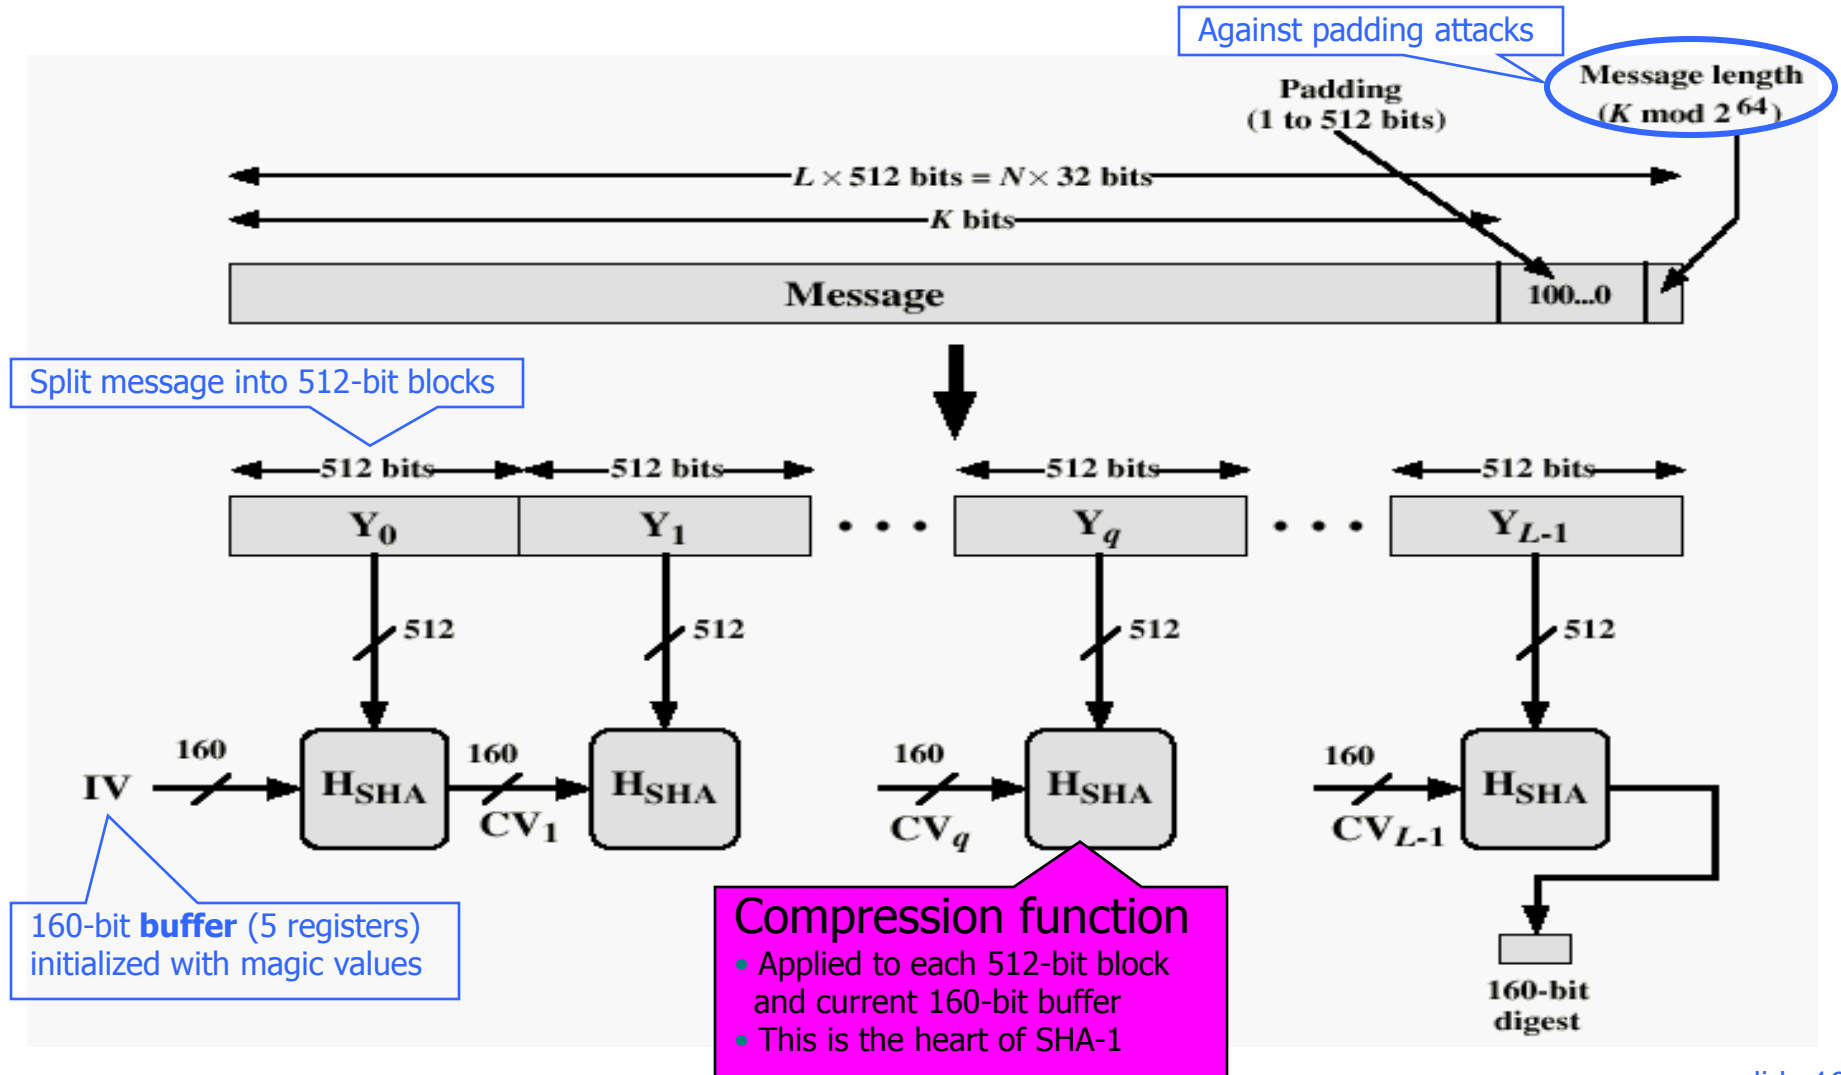 Against padding attacks
Padding
(1 to 512 bits)
Message length
(K mod 2^64)
L × 512 bits = N × 32 bits
K bits
Message
100...0
Split message into 512-bit blocks
512 bits
512 bits
512 bits
512 bits
Y0
Y1
• • •
Yq
• • •
YL-1
512
512
512
512
IV
160
HSHA
160
CV1
HSHA
160
CVq
HSHA
160
CVL-1
HSHA
160-bit buffer (5 registers)
initialized with magic values
Compression function
• Applied to each 512-bit block
and current 160-bit buffer
• This is the heart of SHA-1
160-bit
digest